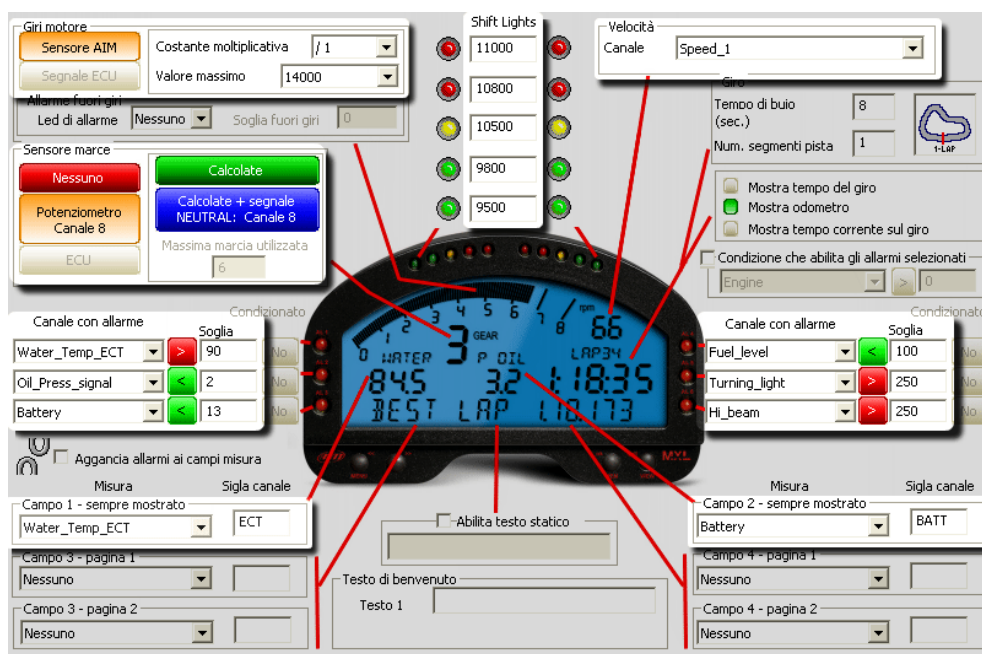 Giri motore
Sensore AIM
Costante moltiplicativa / 1
Segnale ECU
Valore massimo 14000
Allarme fuori giri
Led di allarme Nessuno Soglia fuori giri 0
Sensore marce
Nessuno
Calcolate
Potenziometro
Canale 8
Calcolate + segnale
NEUTRAL: Canale 8
ECU
Massima marcia utilizzata
6
Shift Lights
11000
10800
10500
9800
9500
Velocità
Canale Speed_1
Giro
Tempo di buio
(sec.) 8
Num. segmenti pista 1
1-LAP
Mostra tempo del giro
Mostra odometro
Mostra tempo corrente sul giro
Condizione che abilita gli allarmi selezionati
Engine > 0
Condizionato
Canale con allarme
Soglia
Water_Temp_ECT > 90 No
Oil_Press_signal < 2 No
Battery < 13 No
Aggancia allarmi ai campi misura
0 1 2 3 4 5 6 7 8
rpm
66
3 GEAR
WATER P OIL LAP34
84.5 3.2 1:18:35
BEST LAP 1.18.173
MXL
Condizionato
Canale con allarme
Soglia
Fuel_level < 100 No
Turning_light > 250 No
Hi_beam > 250 No
Misura Sigla canale
Campo 1 - sempre mostrato
Water_Temp_ECT ECT
Campo 3 - pagina 1
Nessuno
Campo 3 - pagina 2
Nessuno
Abilita testo statico
Testo di benvenuto
Testo 1
Misura Sigla canale
Campo 2 - sempre mostrato
Battery BATT
Campo 4 - pagina 1
Nessuno
Campo 4 - pagina 2
Nessuno